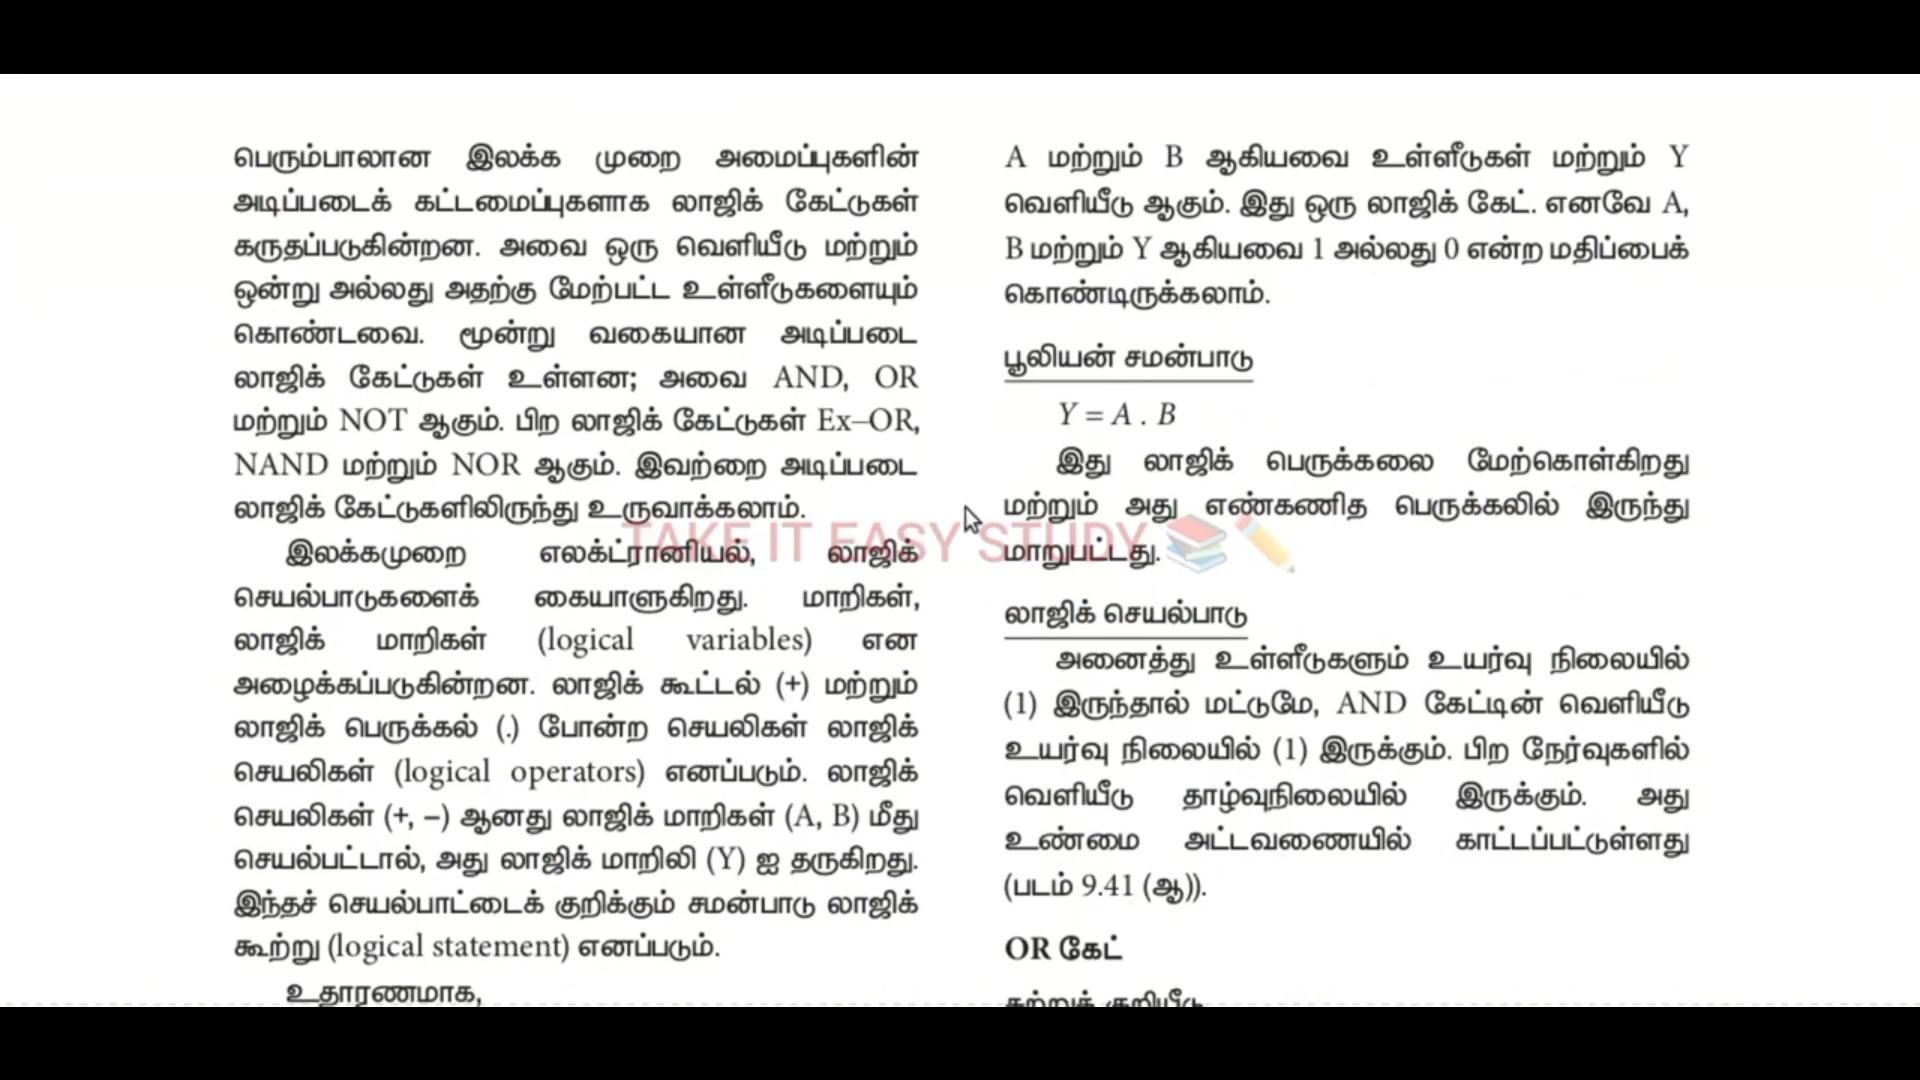 பெரும்பாலான இலக்க முறை அமைப்புகளின்
அடிப்படைக் கட்டமைப்புகளாக லாஜிக் கேட்டுகள்
கருதப்படுகின்றன. அவை ஒரு வெளியீடு மற்றும்
ஒன்று அல்லது அதற்கு மேற்பட்ட உள்ளீடுகளையும்
கொண்டவை. மூன்று வகையான அடிப்படை
லாஜிக் கேட்டுகள் உள்ளன; அவை AND, OR
மற்றும் NOT ஆகும். பிற லாஜிக் கேட்டுகள் Ex–OR,
NAND மற்றும் NOR ஆகும். இவற்றை அடிப்படை
லாஜிக் கேட்டுகளிலிருந்து உருவாக்கலாம்.
இலக்கமுறை எலக்ட்ரானியல், லாஜிக்
செயல்பாடுகளைக் கையாளுகிறது. மாறிகள்,
லாஜிக் மாறிகள் (logical variables) என
அழைக்கப்படுகின்றன. லாஜிக் கூட்டல் (+) மற்றும்
லாஜிக் பெருக்கல் (.) போன்ற செயலிகள் லாஜிக்
செயலிகள் (logical operators) எனப்படும். லாஜிக்
செயலிகள் (+, –) ஆனது லாஜிக் மாறிகள் (A, B) மீது
செயல்பட்டால், அது லாஜிக் மாறிலி (Y) ஐ தருகிறது.
இந்தச் செயல்பாட்டைக் குறிக்கும் சமன்பாடு லாஜிக்
கூற்று (logical statement) எனப்படும்.
உதாரணமாக,
A மற்றும் B ஆகியவை உள்ளீடுகள் மற்றும் Y
வெளியீடு ஆகும். இது ஒரு லாஜிக் கேட். எனவே A,
B மற்றும் Y ஆகியவை 1 அல்லது 0 என்ற மதிப்பைக்
கொண்டிருக்கலாம்.
பூலியன் சமன்பாடு
Y = A . B
இது லாஜிக் பெருக்கலை மேற்கொள்கிறது
மற்றும் அது எண்கணித பெருக்கலில் இருந்து
மாறுபட்டது.
லாஜிக் செயல்பாடு
அனைத்து உள்ளீடுகளும் உயர்வு நிலையில்
(1) இருந்தால் மட்டுமே, AND கேட்டின் வெளியீடு
உயர்வு நிலையில் (1) இருக்கும். பிற நேர்வுகளில்
வெளியீடு தாழ்வுநிலையில் இருக்கும். அது
உண்மை அட்டவணையில் காட்டப்பட்டுள்ளது
(படம் 9.41 (ஆ)).
OR கேட்
சுற்றுக் குறியீடு
TAKE IT EASY STUDY